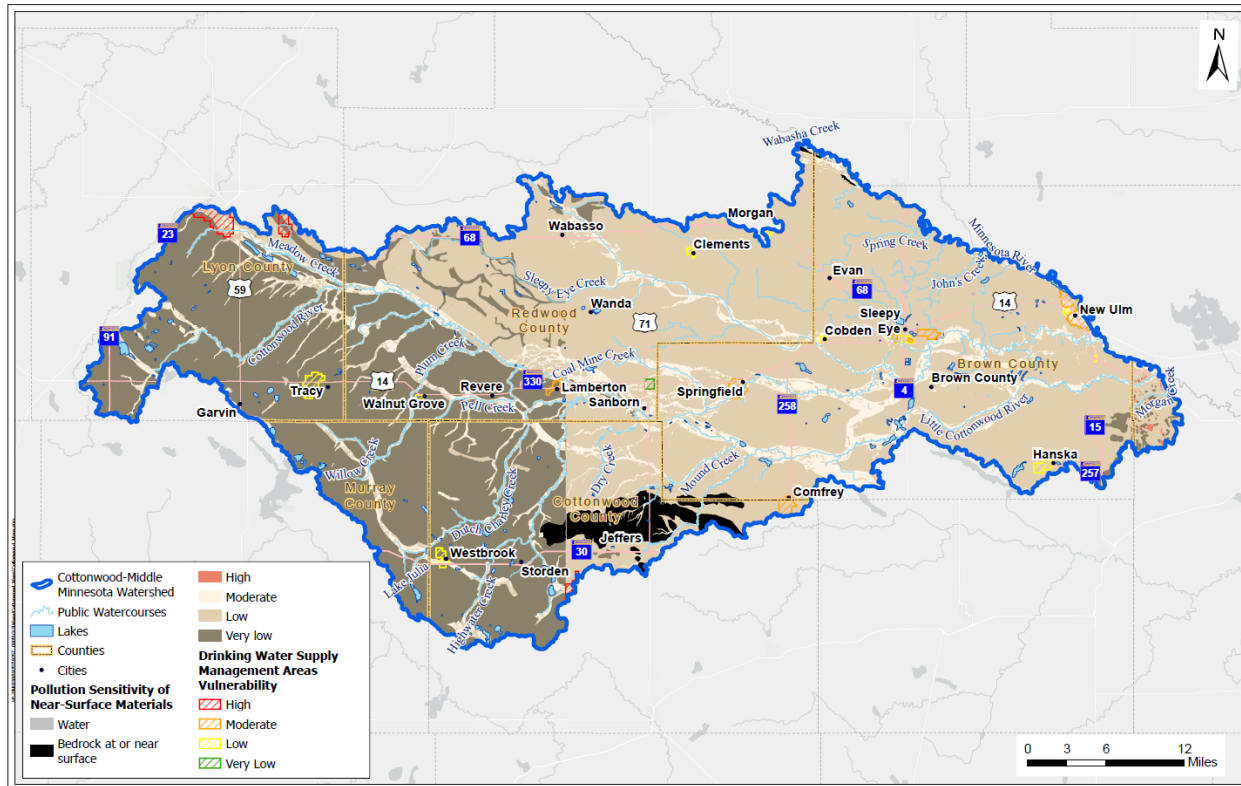 N
Wabasha Creek
Morgan
Wabasso
Clements
23
68
Meadow Creek
Spring Creek
Minnesota River
Lyon County
Evan
Sleepy Eye Creek
John's Creek
59
68
Wanda
14
New Ulm
Redwood
County
71
Sleepy
Eye
Cobden
91
Cottonwood River
Plum Creek
Coal Mine Creek
Brown County
Tracy
14
Revere
330
Lamberton
Springfield
4
Brown County
Morgan Creek
Garvin
Walnut Grove
Pell Creek
Sanborn
258
Little Cottonwood River
15
Hanska
257
Willow Creek
Dry Creek
Mound Creek
Murray
County
Cottonwood
County
Comfrey
Dutch Charley Creek
Jeffers
30
Westbrook
Storden
Lake Julia
Highwater Creek
Cottonwood-Middle
Minnesota Watershed
Public Watercourses
Lakes
Counties
Cities
Pollution Sensitivity of
Near-Surface Materials
Water
Bedrock at or near
surface
High
Moderate
Low
Very low
Drinking Water Supply
Management Areas
Vulnerability
High
Moderate
Low
Very Low
0 3 6 12
Miles